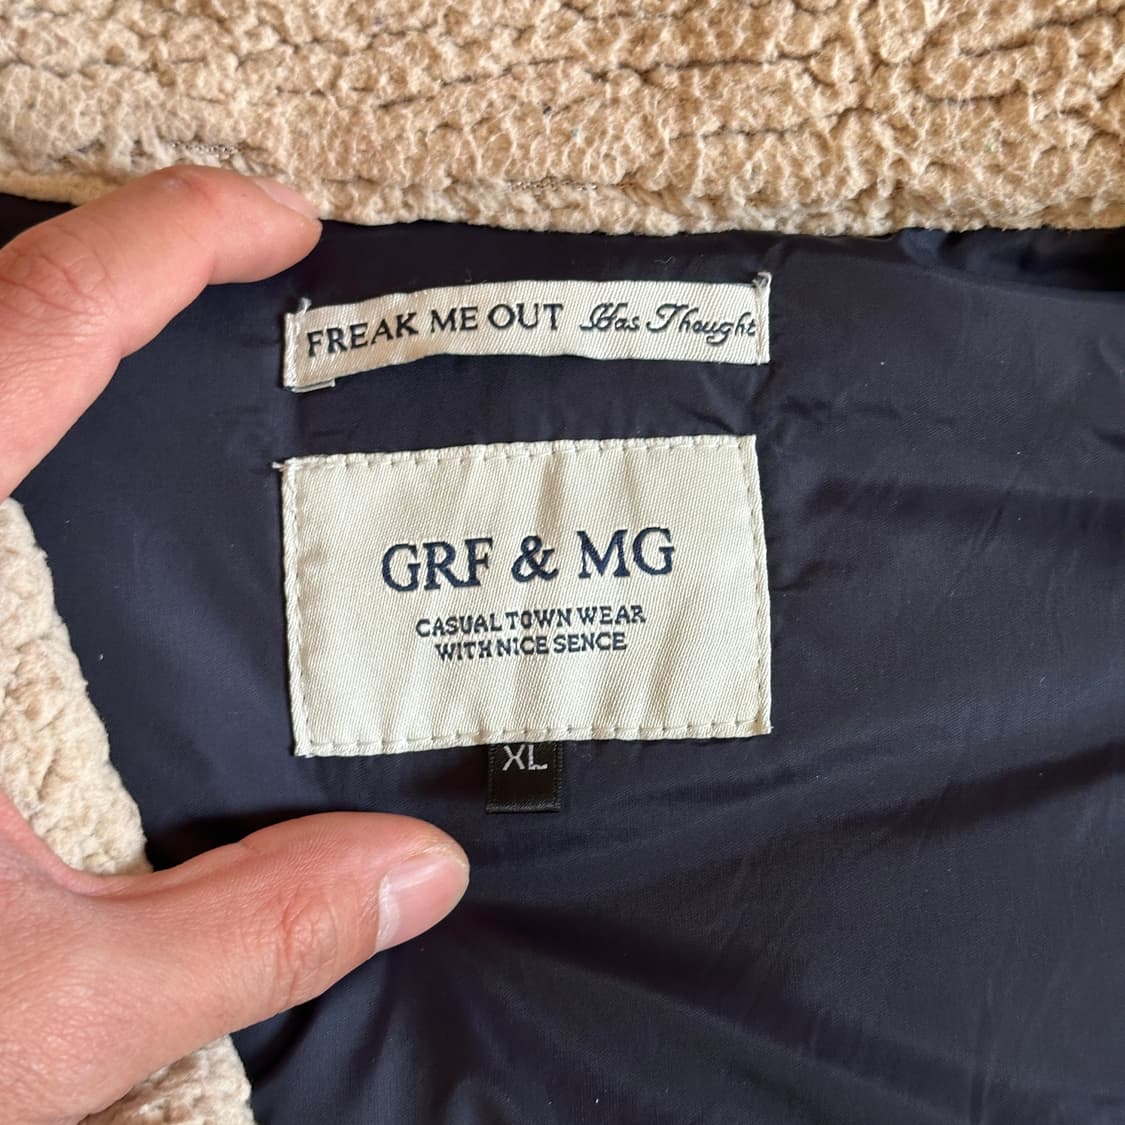 FREAK ME OUT Has Thought
GRF & MG
CASUAL TOWN WEAR
WITH NICE SENCE
XL